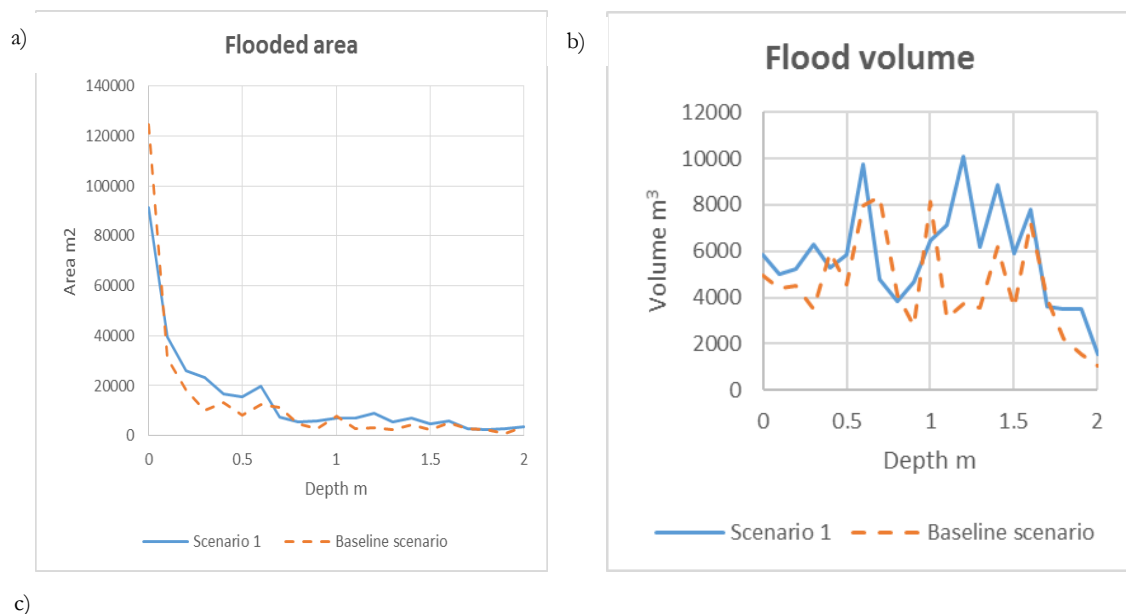 a)
Flooded area
140000
120000
100000
80000
60000
40000
20000
0
Area m2
0 0.5 1 1.5 2
Depth m
Scenario 1 Baseline scenario
b)
Flood volume
12000
10000
8000
6000
4000
2000
0
Volume m³
0 0.5 1 1.5 2
Depth m
Scenario 1 Baseline scenario
c)